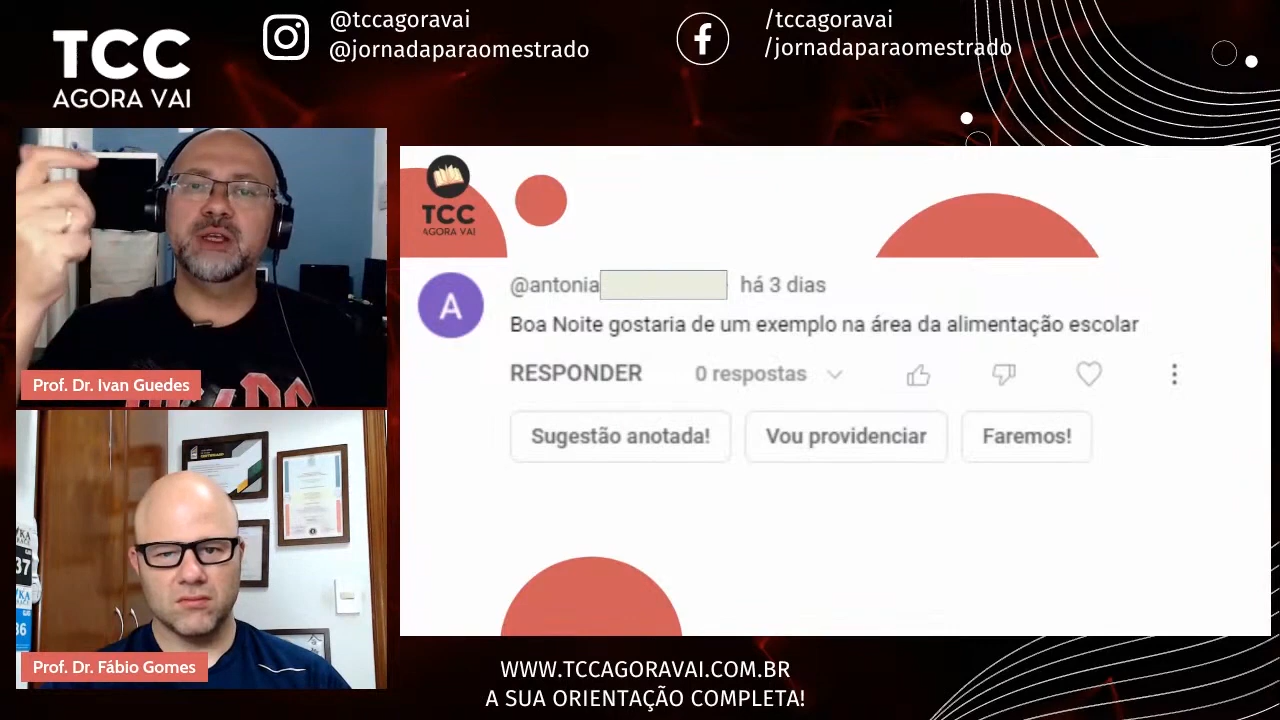 TCC
AGORA VAI
@tccagoravai
@jornadaparaomestrado
/tccagoravai
/jornadaparaomestrado
Prof. Dr. Ivan Guedes
Prof. Dr. Fábio Gomes
37
36
TCC
AGORA VAI
A
@antonia
há 3 dias
Boa Noite gostaria de um exemplo na área da alimentação escolar
RESPONDER
0 respostas
Sugestão anotada!
Vou providenciar
Faremos!
WWW.TCCAGORAVAI.COM.BR
A SUA ORIENTAÇÃO COMPLETA!